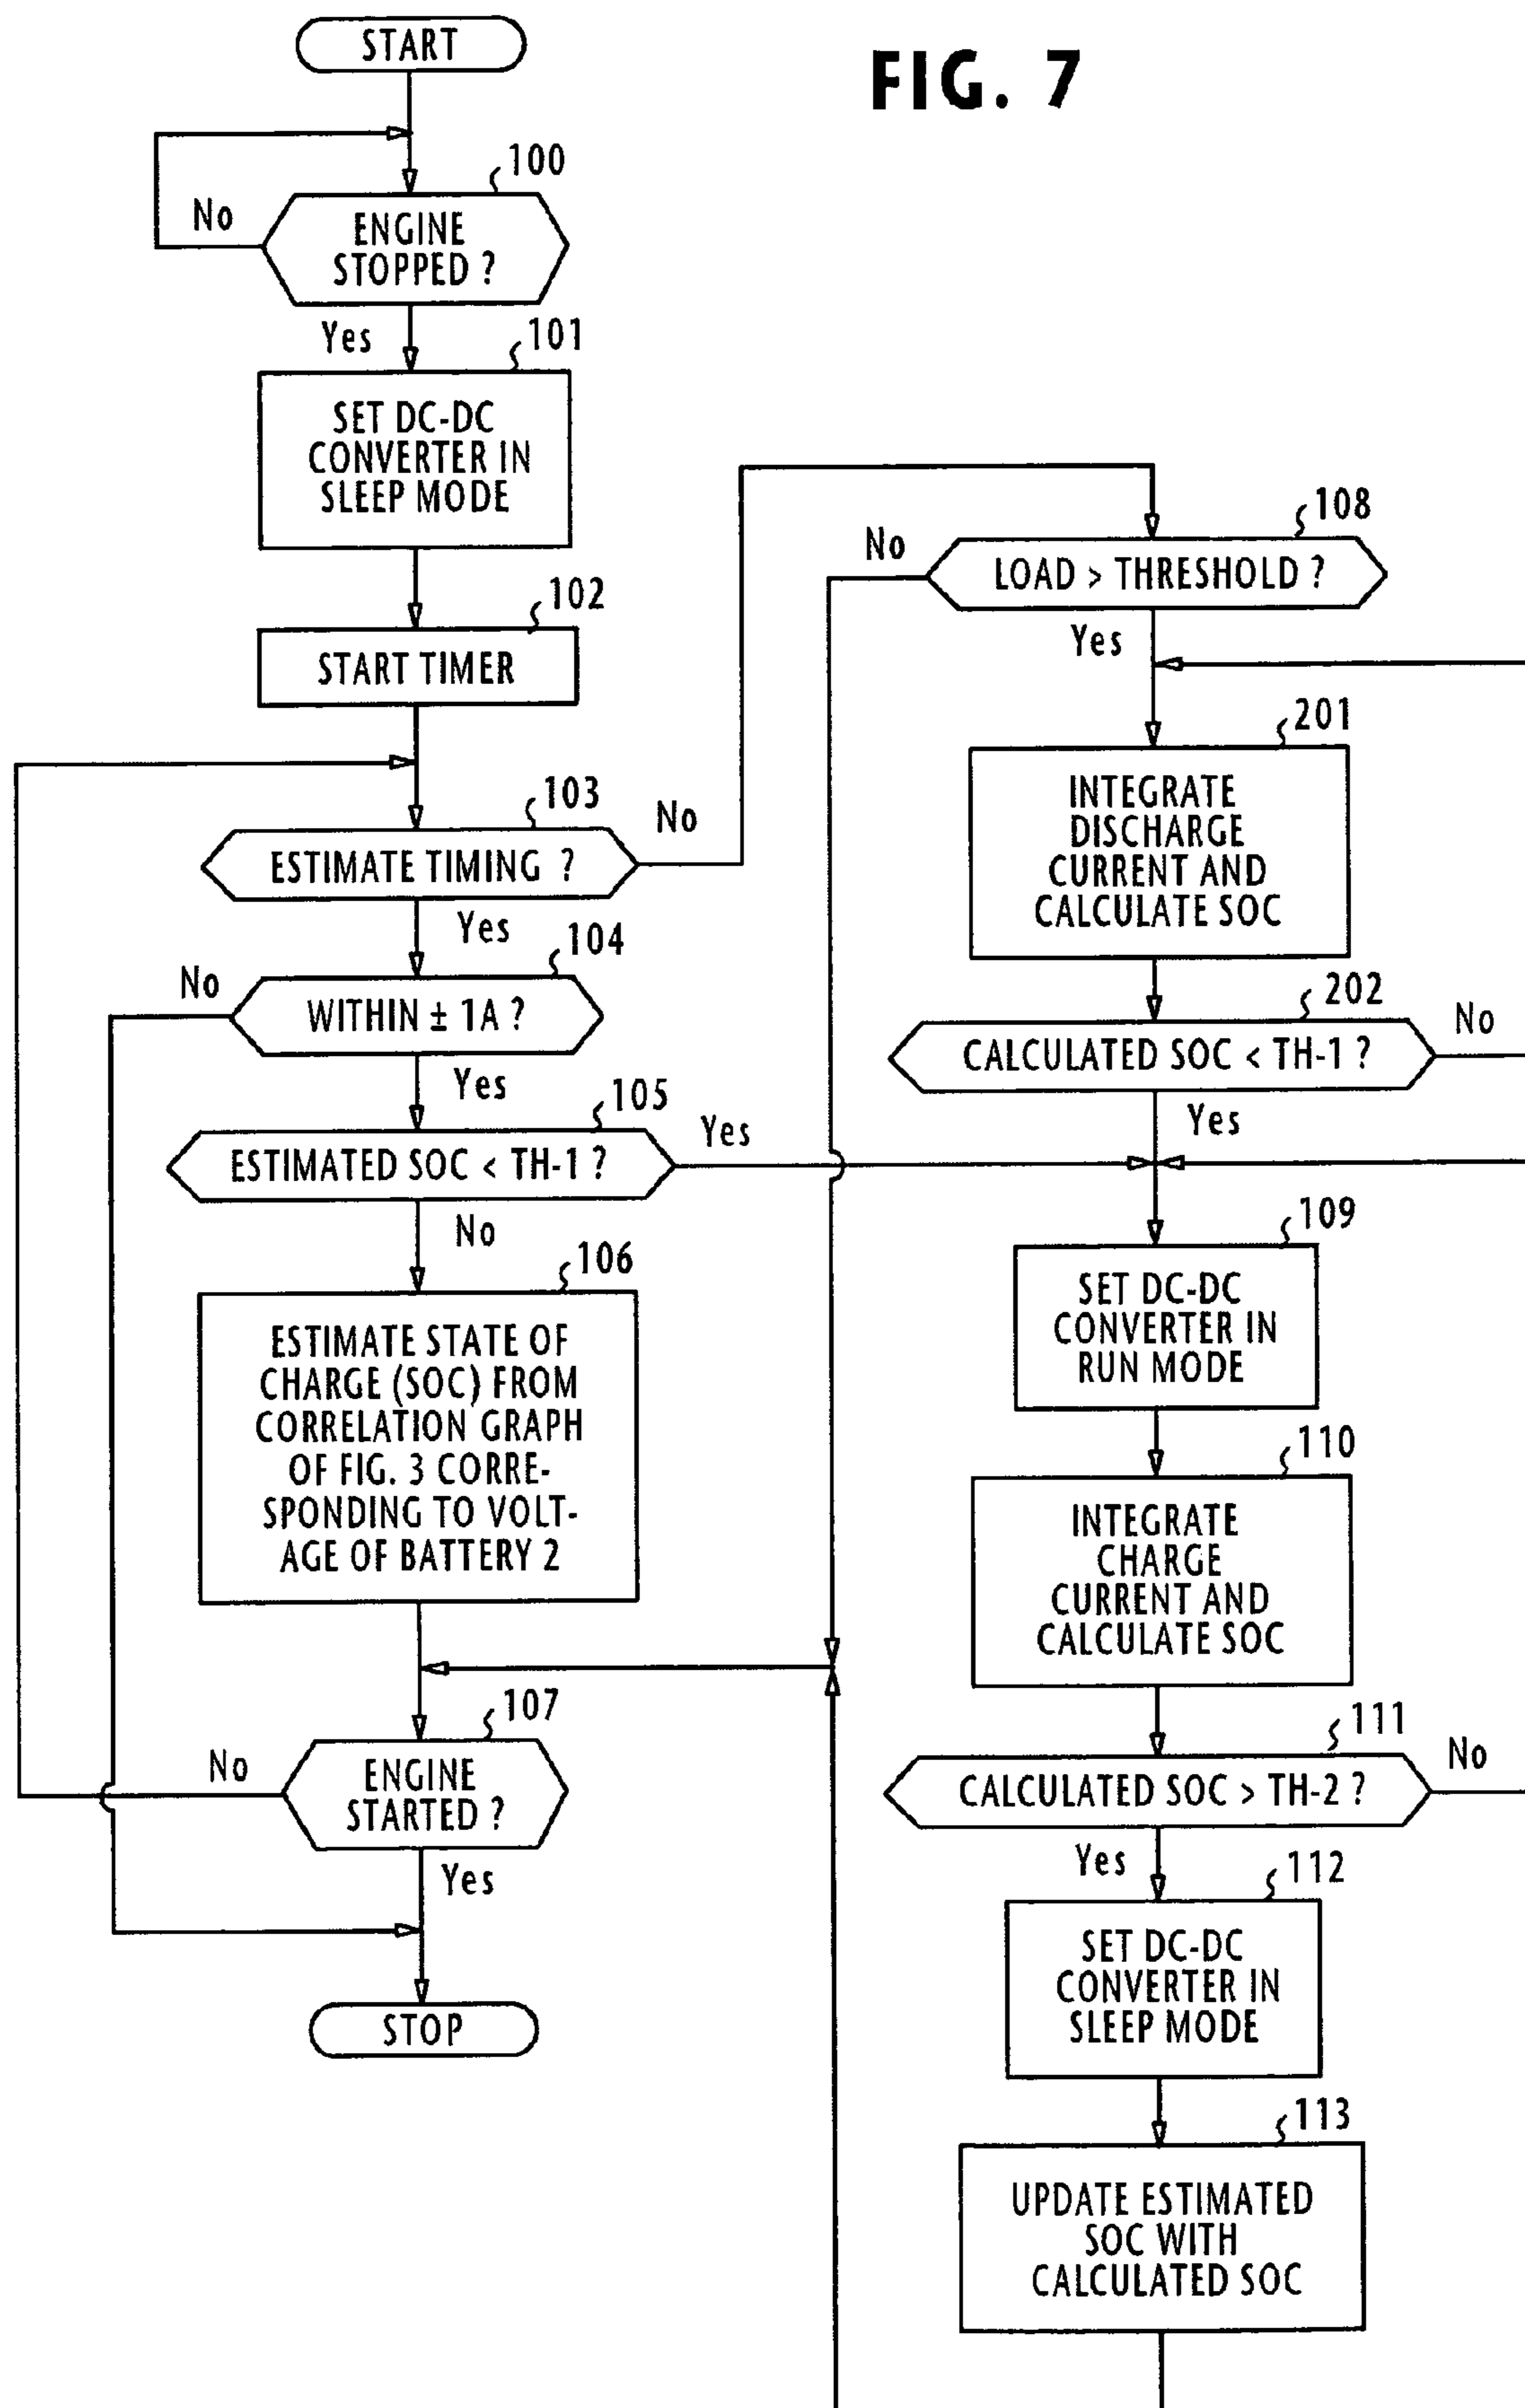 FIG. 7
START
100
No
ENGINE
STOPPED ?
Yes
101
SET DC-DC
CONVERTER IN
SLEEP MODE
102
START TIMER
103
ESTIMATE TIMING ?
No
Yes
104
No
WITHIN ± 1A ?
Yes
105
ESTIMATED SOC < TH-1 ?
Yes
No
106
ESTIMATE STATE OF
CHARGE (SOC) FROM
CORRELATION GRAPH
OF FIG. 3 CORRE-
SPONDING TO VOLT-
AGE OF BATTERY 2
107
No
ENGINE
STARTED ?
Yes
STOP
108
No
LOAD > THRESHOLD ?
Yes
201
INTEGRATE
DISCHARGE
CURRENT AND
CALCULATE SOC
202
CALCULATED SOC < TH-1 ?
No
Yes
109
SET DC-DC
CONVERTER IN
RUN MODE
110
INTEGRATE
CHARGE
CURRENT AND
CALCULATE SOC
111
CALCULATED SOC > TH-2 ?
No
Yes
112
SET DC-DC
CONVERTER IN
SLEEP MODE
113
UPDATE ESTIMATED
SOC WITH
CALCULATED SOC